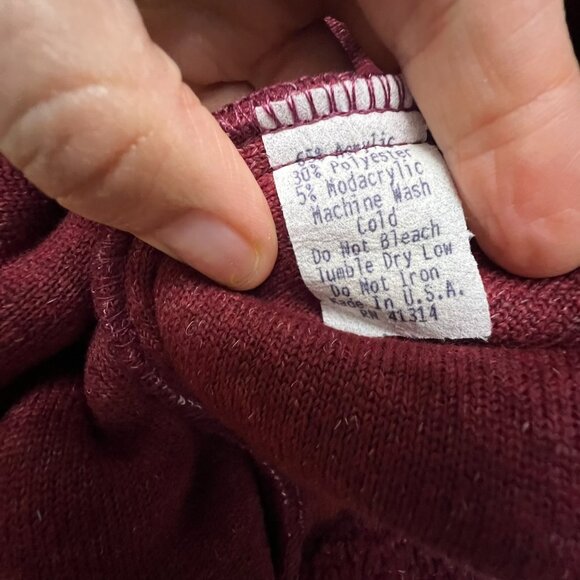 65% Acrylic
30% Polyester
5% Modacrylic
Machine Wash
Cold
Do Not Bleach
Tumble Dry Low
Do Not Iron
Made In U.S.A.
RN 41314